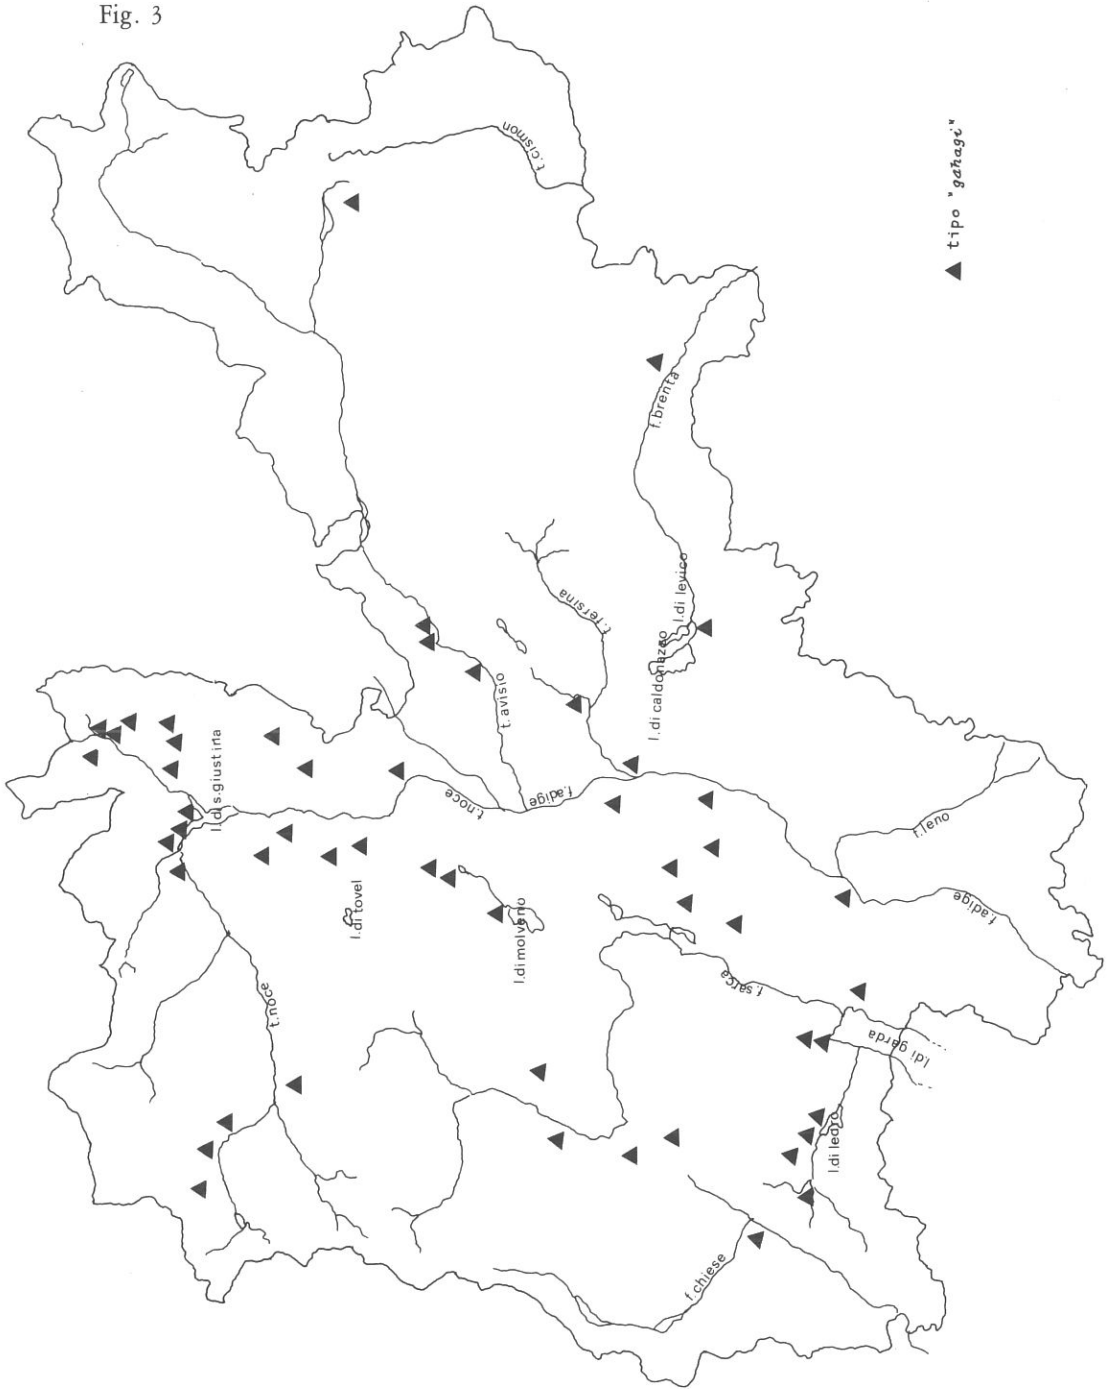 Fig. 3
t.cismon
▲ tipo "gahagi"
f.brenta
l.di levico
t.fersina
l.di caldonazzo
t.avisio
l.di s.giustina
t.noce
f.adige
t.leno
f.adige
l.di tovel
l.di molveno
f.sarca
t.noce
l.di garda
l.di ledro
f.chiese